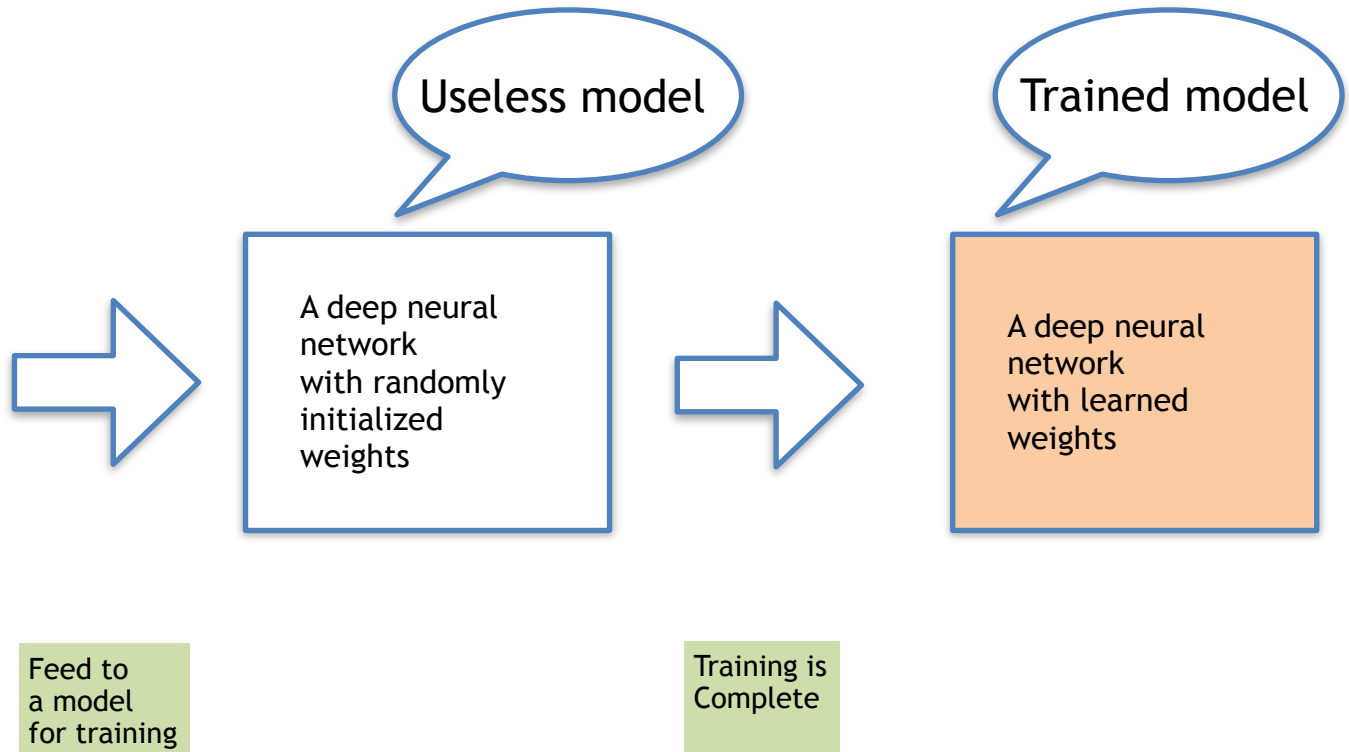 Useless model
Trained model
A deep neural
network
with randomly
initialized
weights
A deep neural
network
with learned
weights
Feed to
a model
for training
Training is
Complete